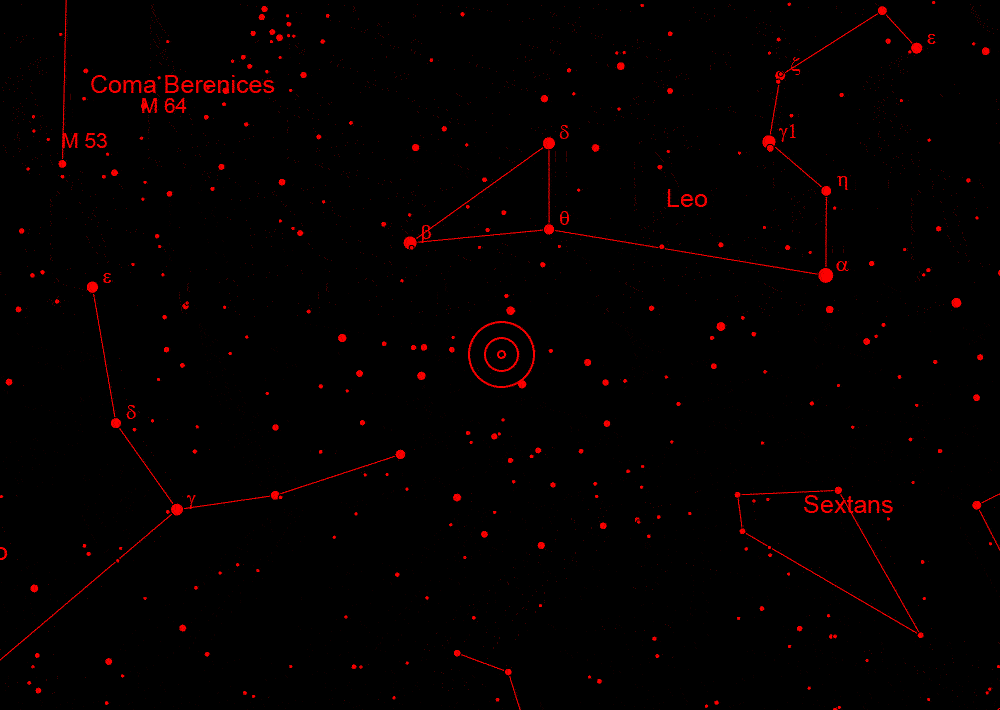 ε
ξ
Coma Berenices
M 64
M 53
δ
γ1
η
Leo
θ
β
α
ε
δ
γ
Sextans
o